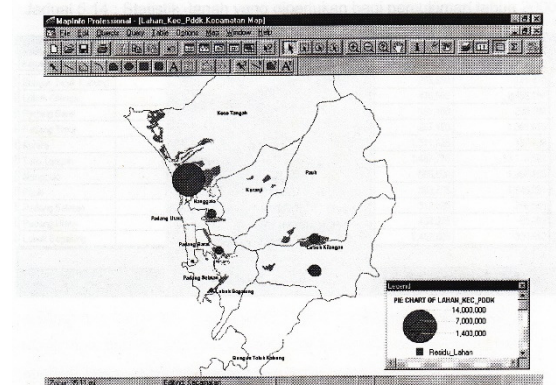 MapInfo Professional - [Lahan_Kec_Pddk.Kecamatan Map]
File Edit Objects Query Table Options Map Window Help
Koto Tangah
Pauh
Kuranji
Nanggalo
Padang Utara
Padang Barat
Lubuk Kilangan
Padang Selatan
Lubuk Begalung
Bungus Teluk Kabung
Legend
PIE CHART OF LAHAN_KEC_PDDK
14,000,000
7,000,000
1,400,000
Residu_Lahan
Editing: Kecamatan